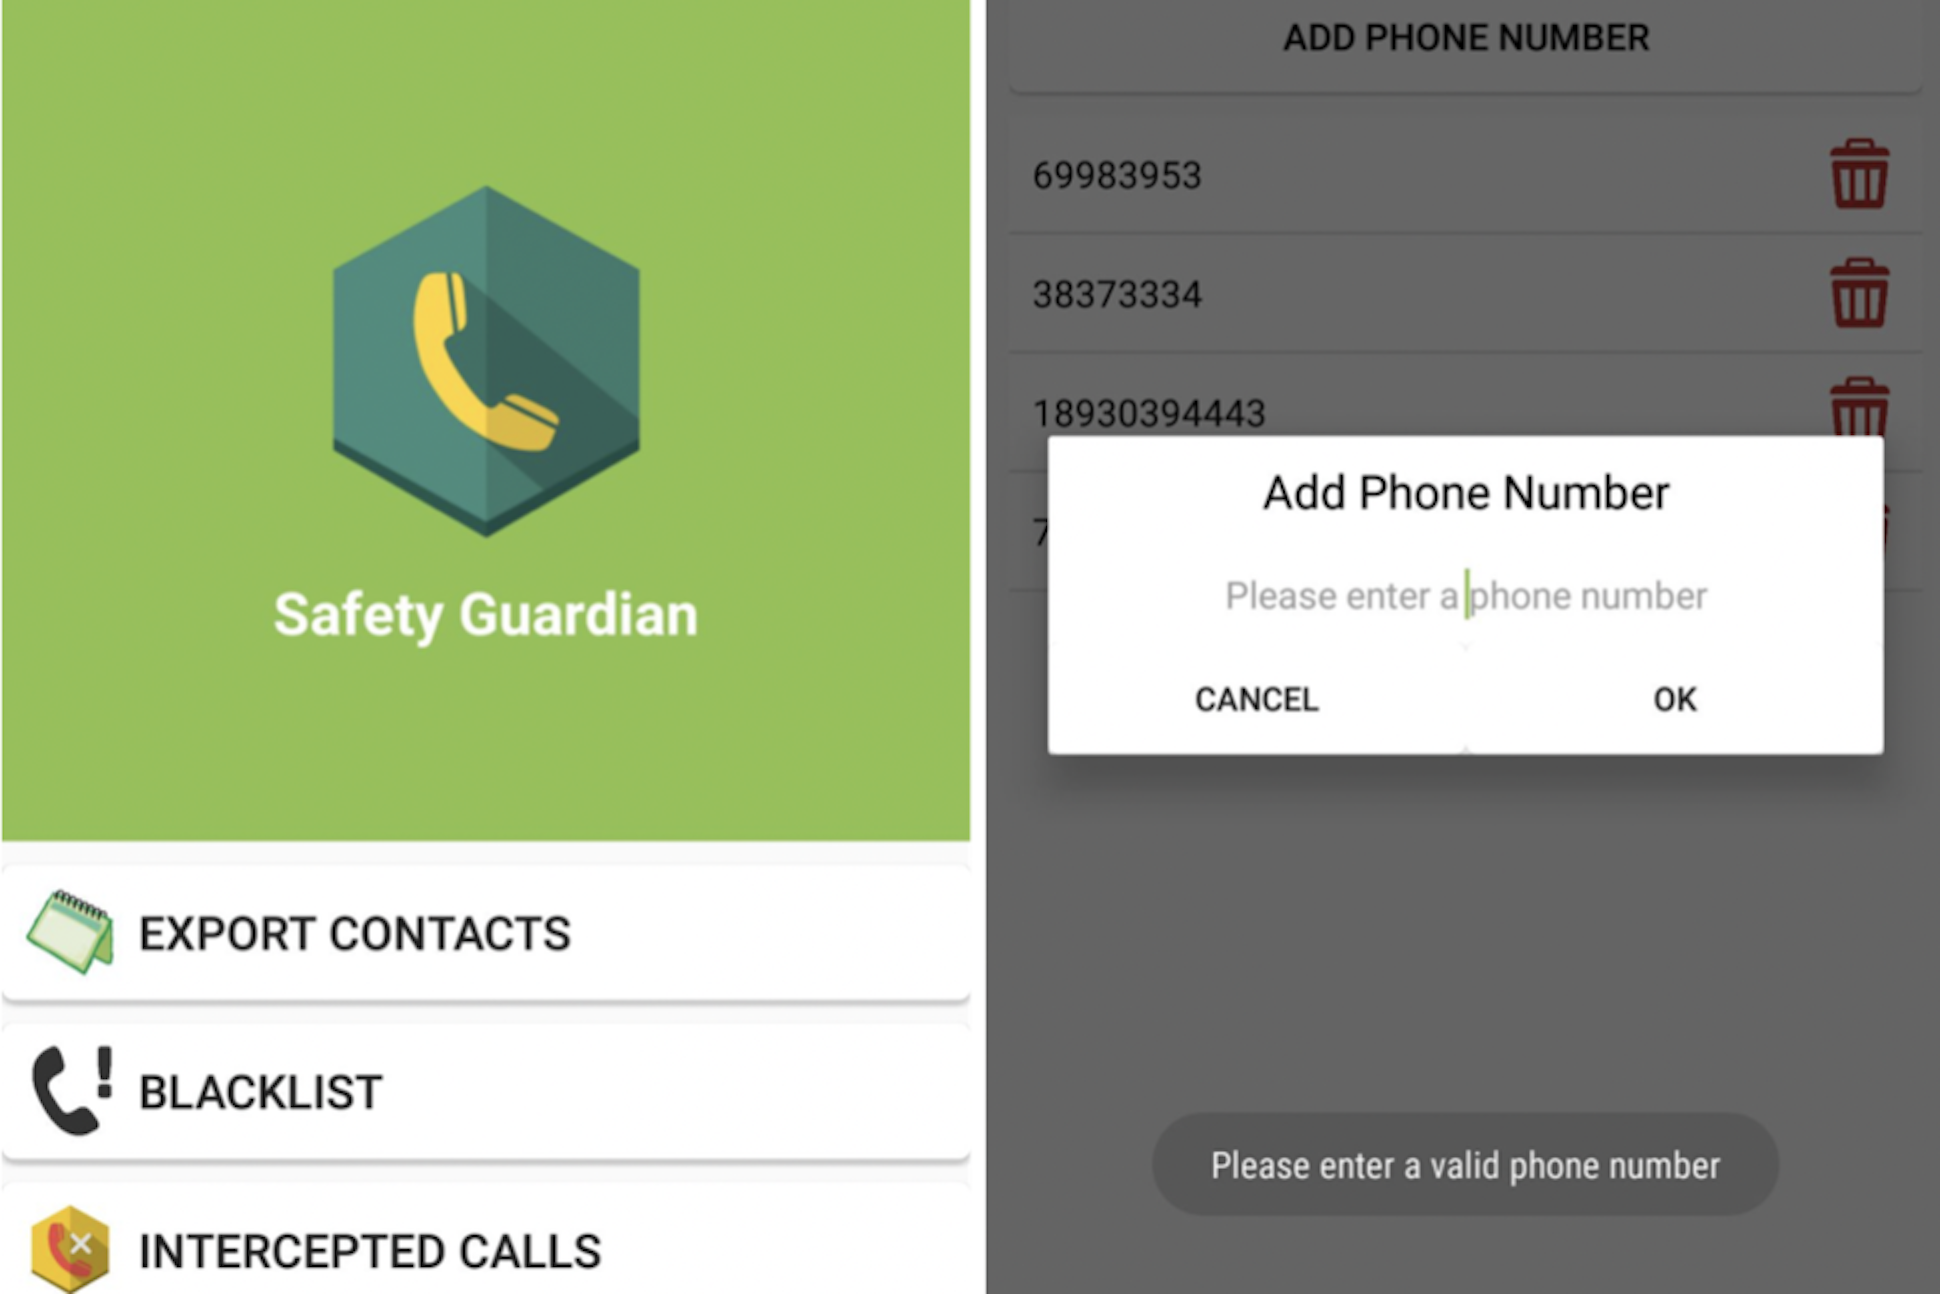 Safety Guardian
EXPORT CONTACTS
BLACKLIST
INTERCEPTED CALLS
ADD PHONE NUMBER
69983953
38373334
18930394443
7
Add Phone Number
Please enter a phone number
CANCEL
OK
Please enter a valid phone number